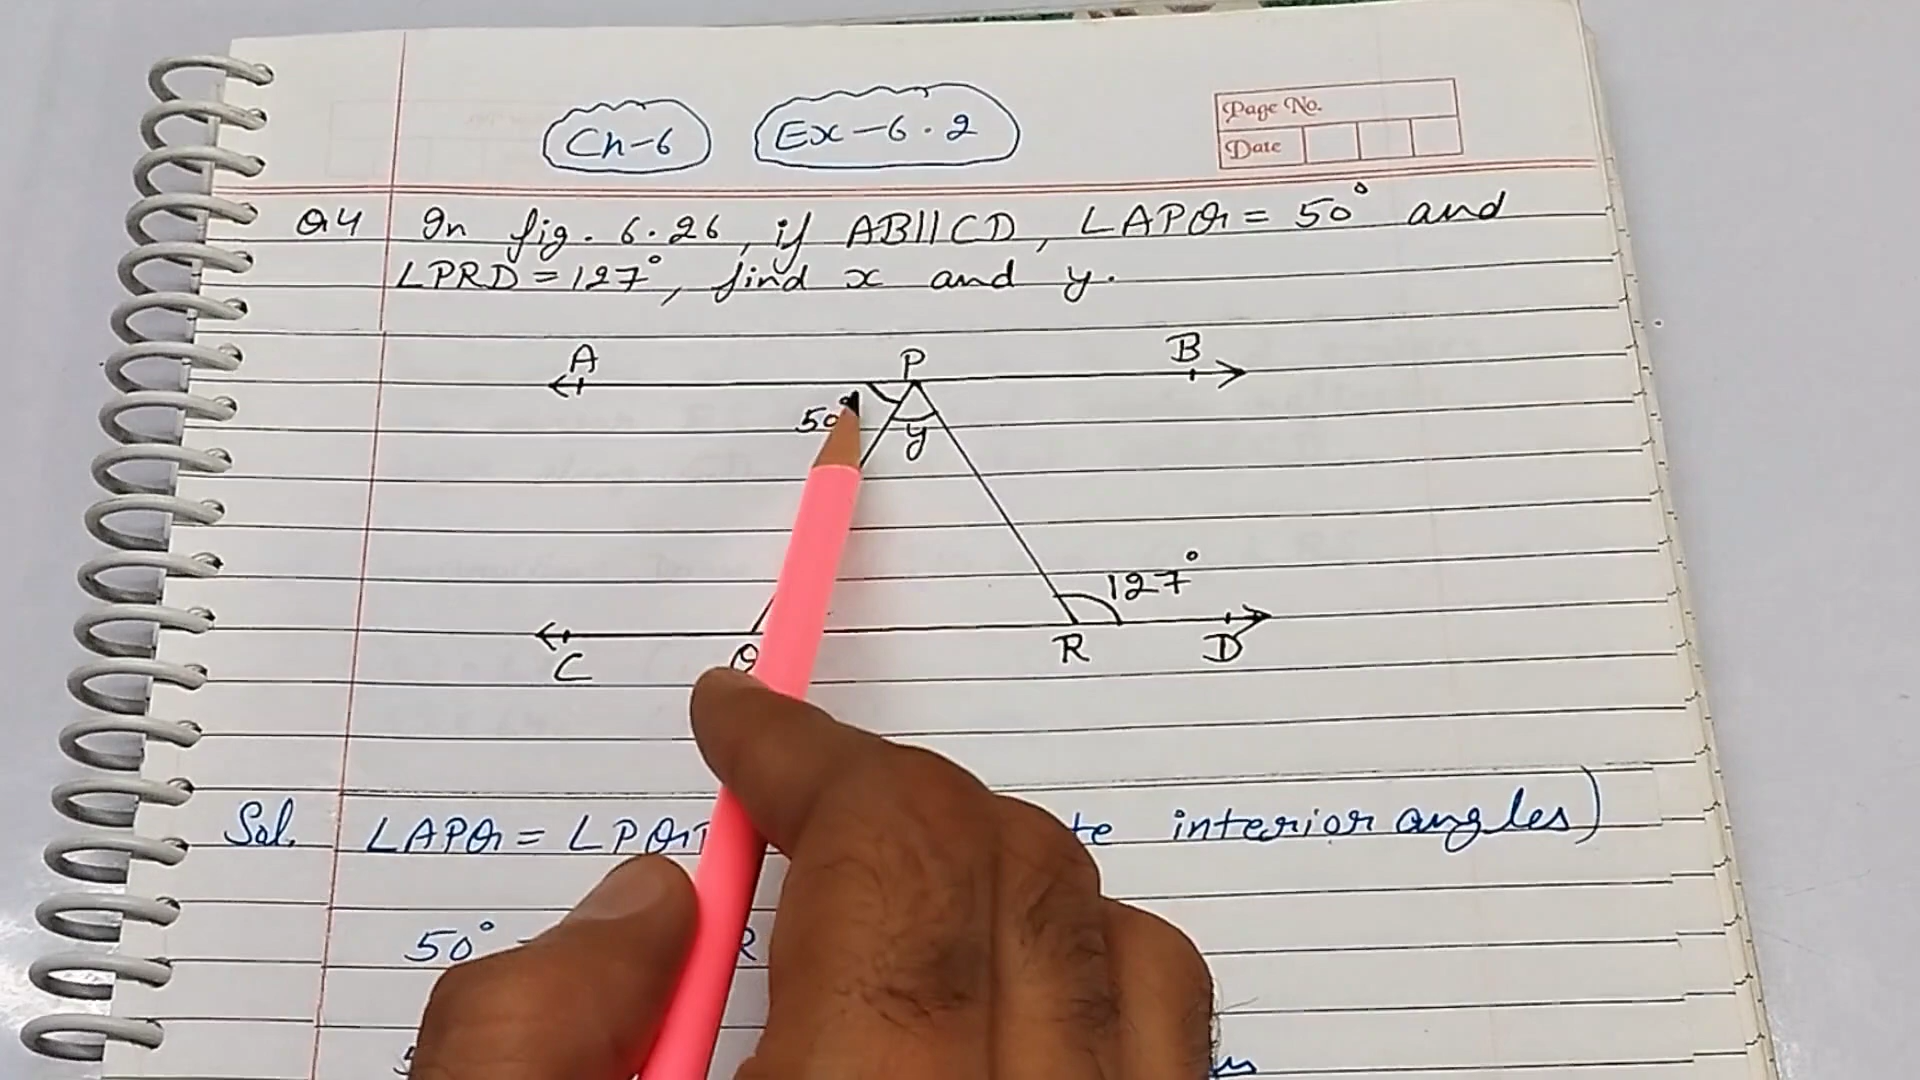 Ch-6 Ex-6.2
Page No.
Date
Q4 In fig. 6.26, if AB||CD, ∠APQ = 50° and
∠PRD = 127°, find x and y.
A P B
50° y
127°
C Q R D
Sol. ∠APQ = interior angles)
50°